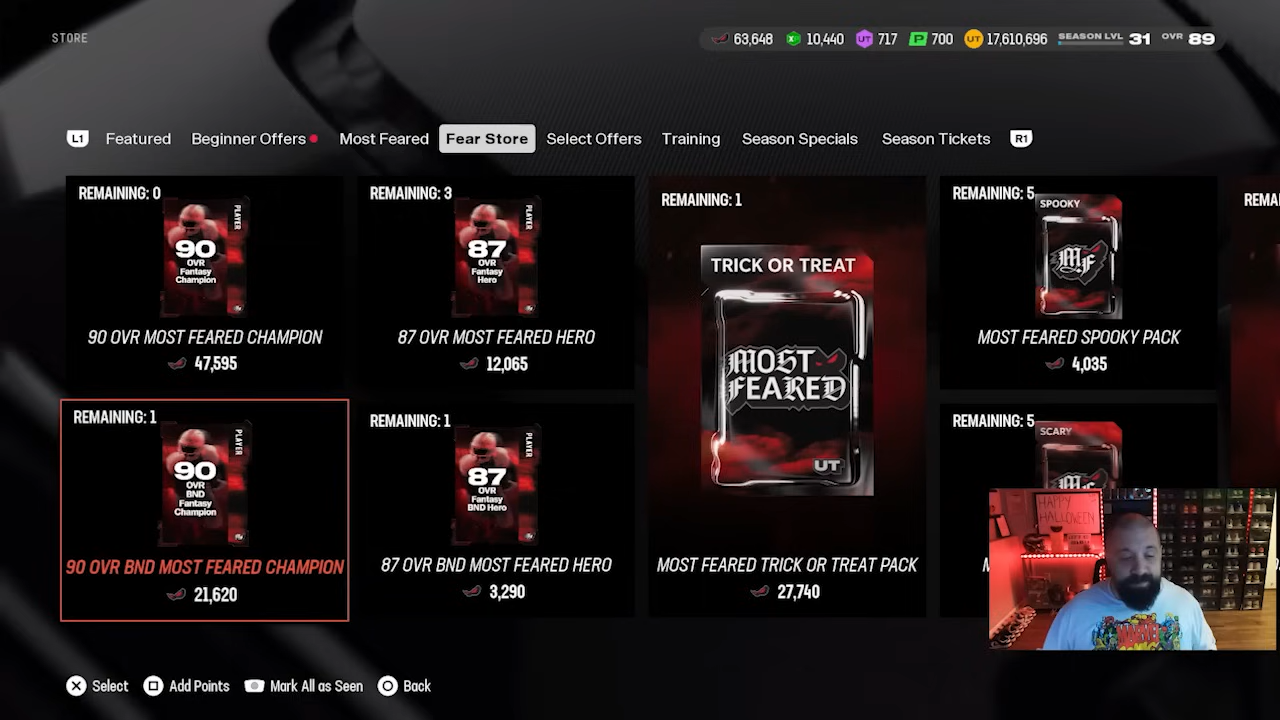 STORE
63,648 10,440 UT 717 P 700 UT 17,610,696 SEASON LVL 31 OVR 89
L1 Featured Beginner Offers Most Feared Fear Store Select Offers Training Season Specials Season Tickets R1
REMAINING: 0
PLAYER
90
OVR
Fantasy
Champion
90 OVR MOST FEARED CHAMPION
47,595
REMAINING: 3
PLAYER
87
OVR
Fantasy
Hero
87 OVR MOST FEARED HERO
12,065
REMAINING: 1
TRICK OR TREAT
MOST
FEARED
UT
MOST FEARED TRICK OR TREAT PACK
27,740
REMAINING: 5
SPOOKY
MF
MOST FEARED SPOOKY PACK
4,035
REMA
REMAINING: 1
PLAYER
90
OVR
BND
Fantasy
Champion
90 OVR BND MOST FEARED CHAMPION
21,620
REMAINING: 1
PLAYER
87
OVR
Fantasy
BND Hero
87 OVR BND MOST FEARED HERO
3,290
REMAINING: 5
SCARY
HAPPY
HALLOWEEN
MARVEL
Select Add Points Mark All as Seen Back